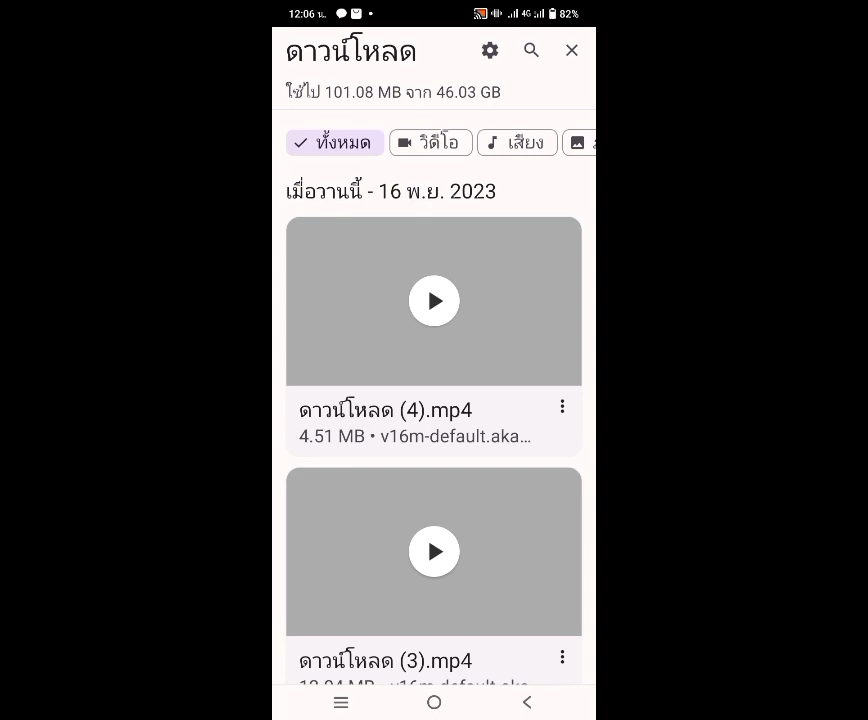 12:06 น. 4G 82%
ดาวน์โหลด
ใช้ไป 101.08 MB จาก 46.03 GB
ทั้งหมด วิดีโอ เสียง
เมื่อวานนี้ - 16 พ.ย. 2023
ดาวน์โหลด (4).mp4
4.51 MB • v16m-default.aka…
ดาวน์โหลด (3).mp4